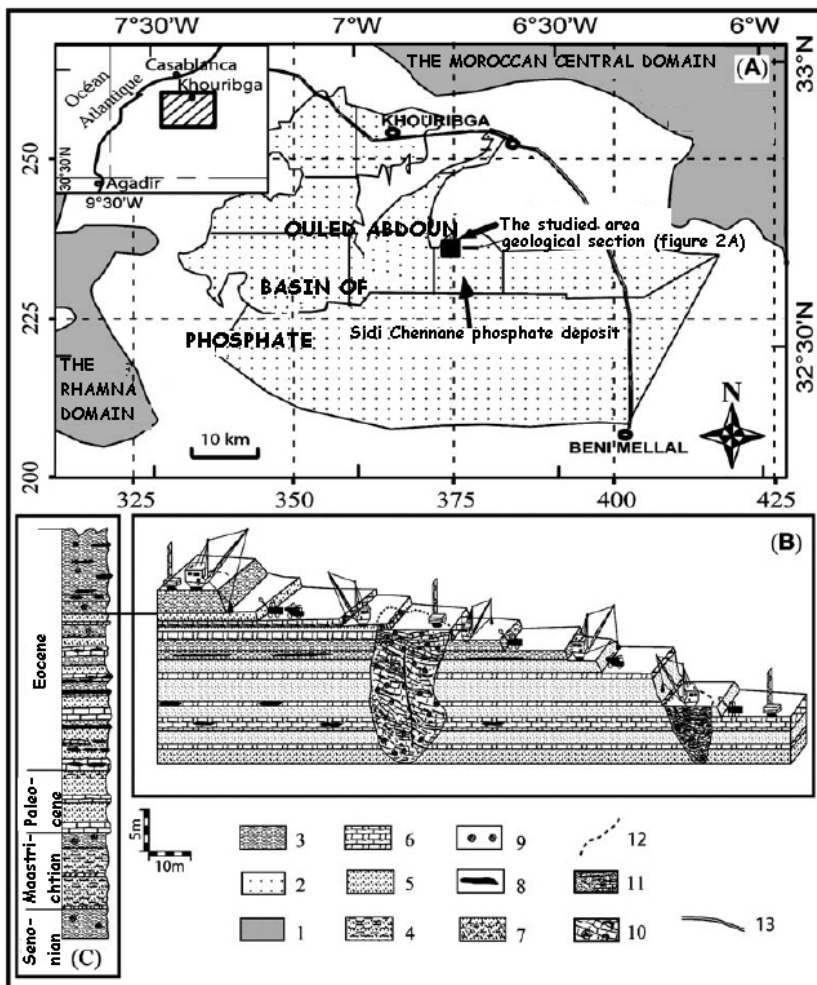 7°30'W 7°W 6°30'W 6°W
THE MOROCCAN CENTRAL DOMAIN
(A)
33°N
Casablanca
Khouribga
Océan
Atlantique
30°30'N
Agadir
9°30'W
KHOURIBGA
250
OULED ABDOUN
The studied area
geological section (figure 2A)
BASIN OF
225
PHOSPHATE
Sidi Chennane phosphate deposit
32°30'N
THE
RHAMNA
DOMAIN
N
10 km
BENI'MELLAL
200
325 350 375 400 425
(B)
Eocene
Paleo-
cene
Maastri-
chtian
Seno-
nian
(C)
5m
10m
3 6 9 12
2 5 8 11
1 4 7 10 13